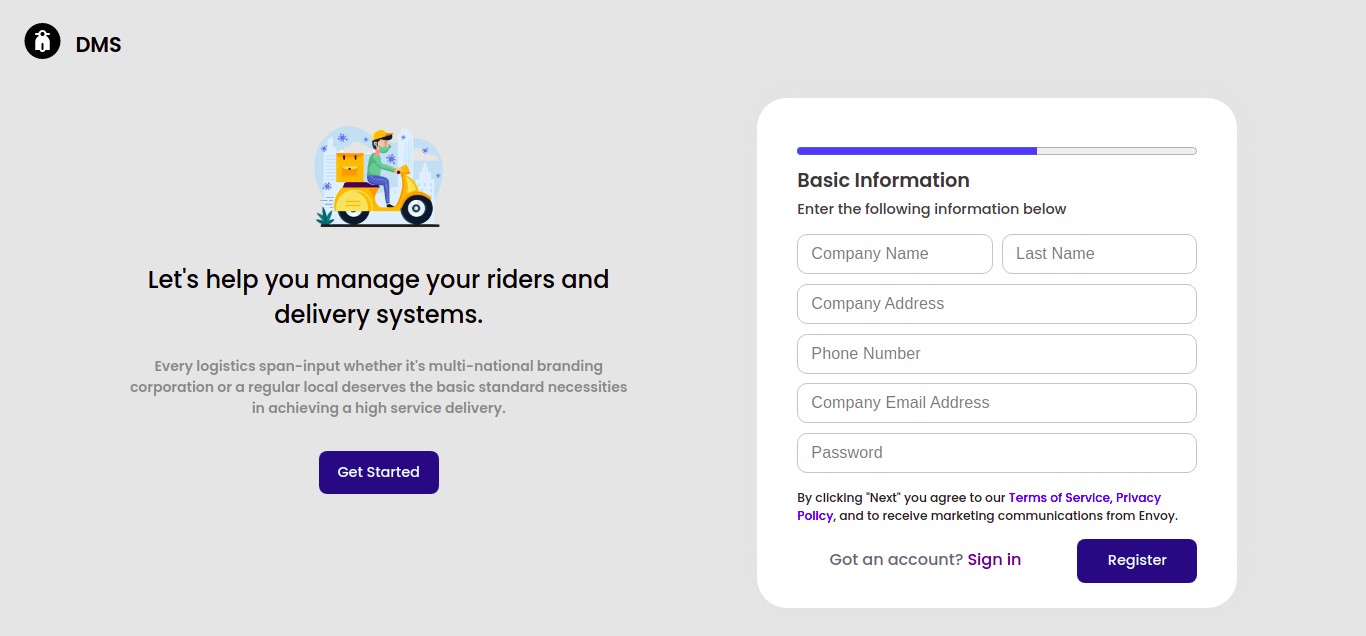 DMS
Let's help you manage your riders and
delivery systems.
Every logistics span-input whether it's multi-national branding
corporation or a regular local deserves the basic standard necessities
in achieving a high service delivery.
Get Started
Basic Information
Enter the following information below
Company Name
Last Name
Company Address
Phone Number
Company Email Address
Password
By clicking "Next" you agree to our Terms of Service, Privacy
Policy, and to receive marketing communications from Envoy.
Got an account? Sign in
Register